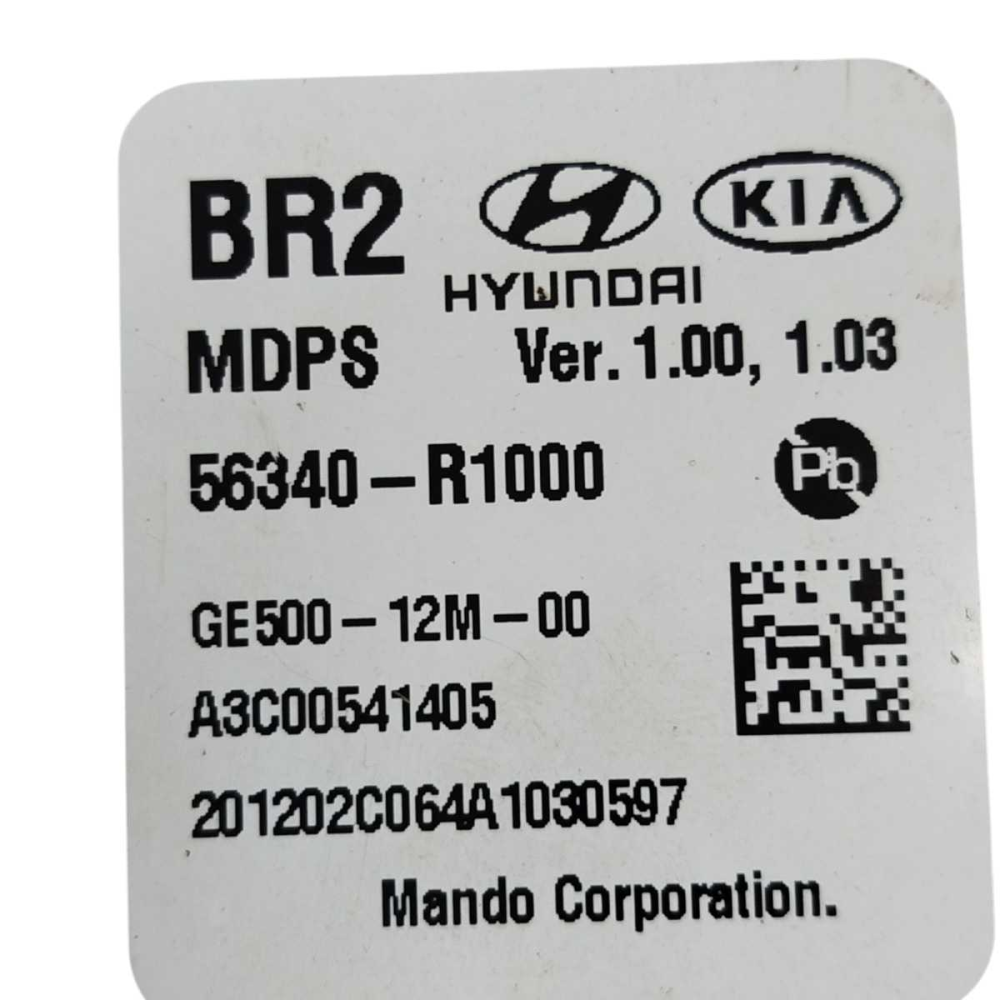 BR2 HYUNDAI KIA
MDPS Ver. 1.00, 1.03
56340-R1000
Pb
GE500-12M-00
A3C00541405
201202C064A1030597
Mando Corporation.